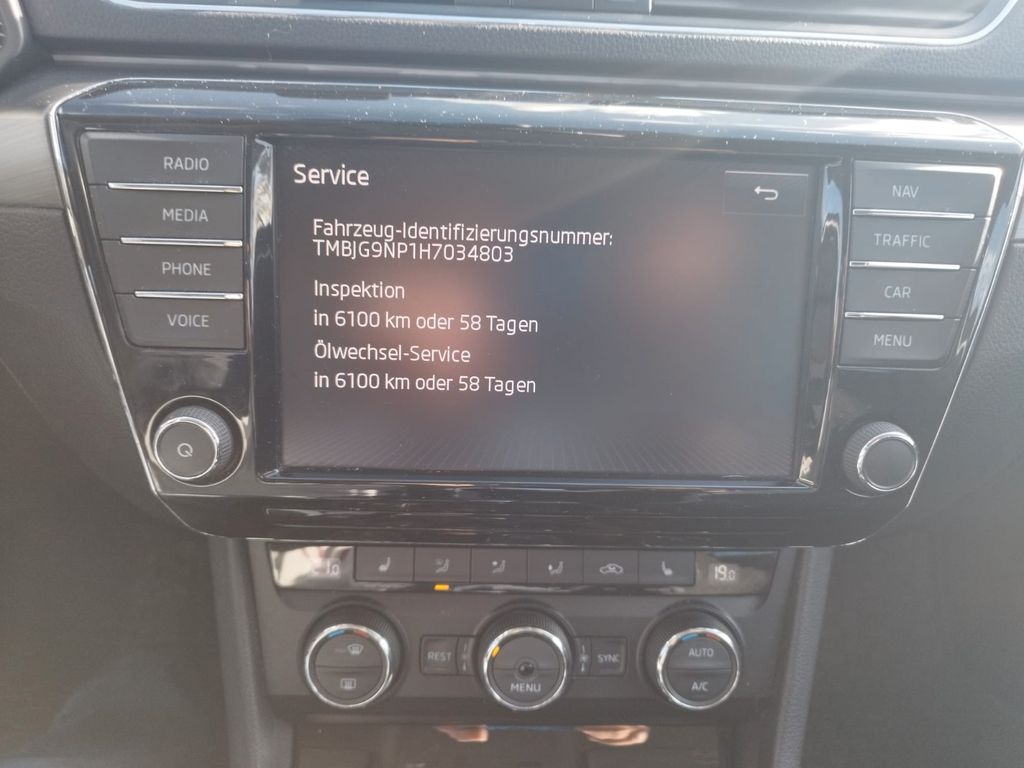 RADIO
MEDIA
PHONE
VOICE
Service
Fahrzeug-Identifizierungsnummer:
TMBJG9NP1H7034803
Inspektion
in 6100 km oder 58 Tagen
Ölwechsel-Service
in 6100 km oder 58 Tagen
NAV
TRAFFIC
CAR
MENU
19.0
REST
MENU
SYNC
AUTO
A/C